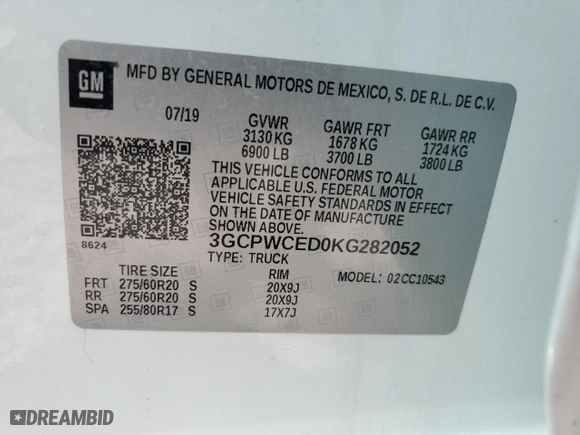 GM
MFD BY GENERAL MOTORS DE MEXICO, S. DE R.L. DE C.V.
07/19
GVWR GAWR FRT GAWR RR
3130 KG 1678 KG 1724 KG
6900 LB 3700 LB 3800 LB
THIS VEHICLE CONFORMS TO ALL
APPLICABLE U.S. FEDERAL MOTOR
VEHICLE SAFETY STANDARDS IN EFFECT
ON THE DATE OF MANUFACTURE
SHOWN ABOVE.
8624
3GCPWCED0KG282052
TYPE: TRUCK
MODEL: 02CC10543
TIRE SIZE RIM
FRT 275/60R20 S 20X9J
RR 275/60R20 S 20X9J
SPA 255/80R17 S 17X7J
DREAMBID